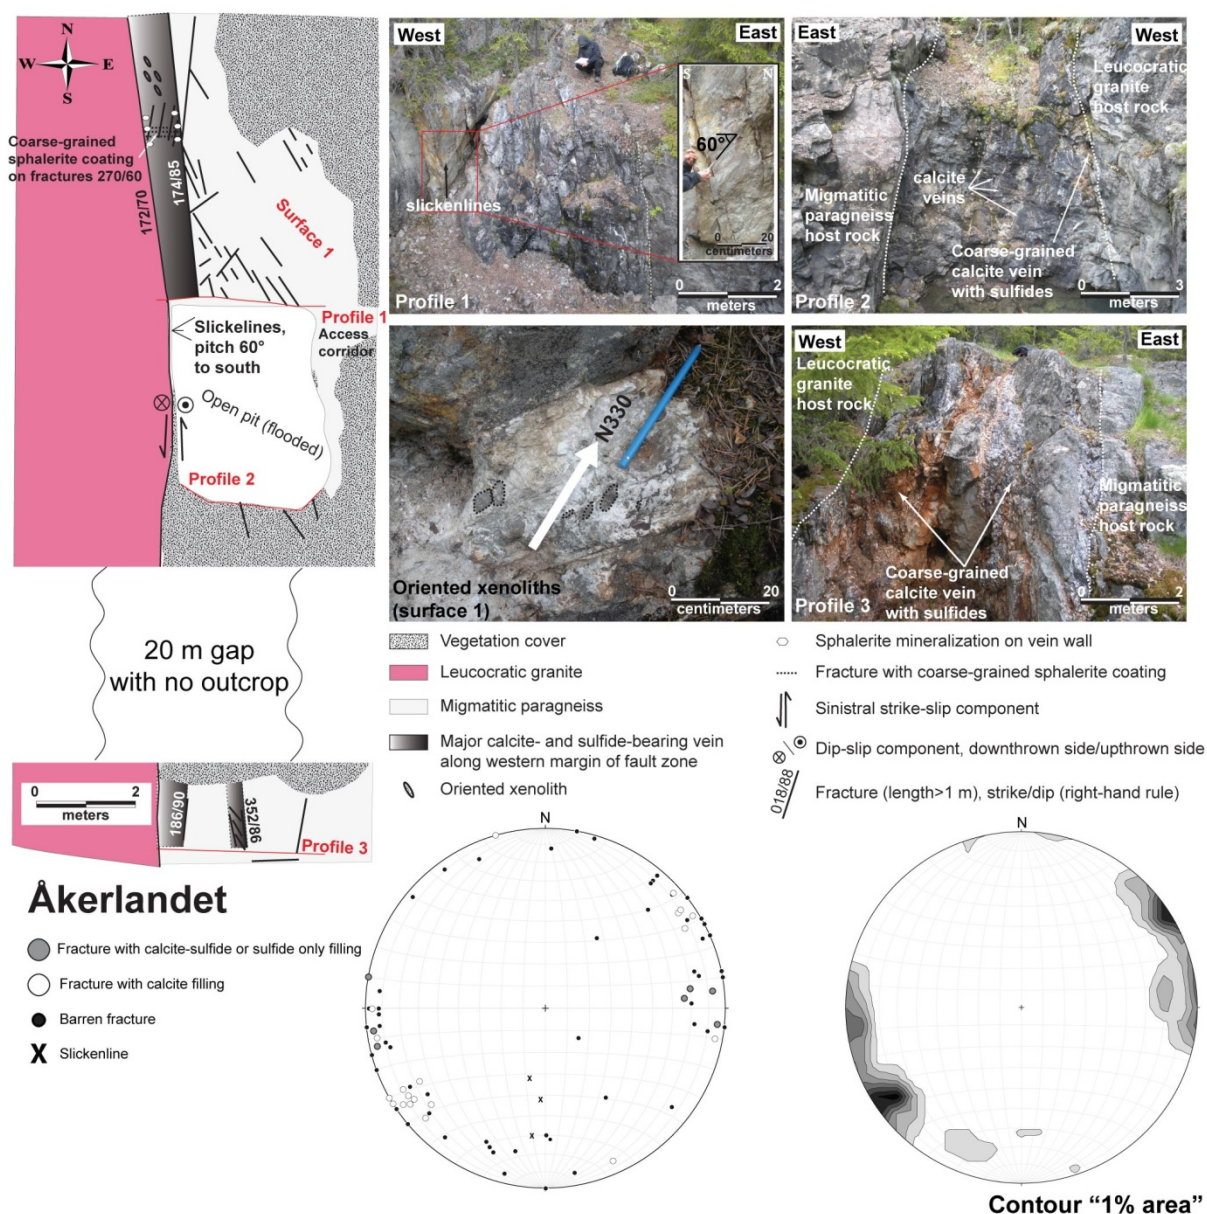 N
W E
S
Coarse-grained
sphalerite coating
on fractures 270/60
172/70
174/85
Surface 1
Profile 1
Access
corridor
Slickelines,
pitch 60°
to south
Open pit (flooded)
Profile 2
20 m gap
with no outcrop
0 2
meters
186/90
352/86
Profile 3
West East
S N
60°
slickenlines
0 20
centimeters
0 2
meters
Profile 1
East West
Leucocratic
granite
host rock
Migmatitic
paragneiss
host rock
calcite
veins
Coarse-grained
calcite vein
with sulfides
0 3
meters
Profile 2
N330
Oriented xenoliths
(surface 1)
0 20
centimeters
West East
Leucocratic
granite
host rock
Migmatitic
paragneiss
host rock
Coarse-grained
calcite vein
with sulfides
0 2
meters
Profile 3
Vegetation cover
Leucocratic granite
Migmatitic paragneiss
Major calcite- and sulfide-bearing vein
along western margin of fault zone
Oriented xenolith
Sphalerite mineralization on vein wall
Fracture with coarse-grained sphalerite coating
Sinistral strike-slip component
Dip-slip component, downthrown side/upthrown side
018/88
Fracture (length>1 m), strike/dip (right-hand rule)
Åkerlandet
Fracture with calcite-sulfide or sulfide only filling
Fracture with calcite filling
Barren fracture
X Slickenline
N
x
x
x
N
Contour “1% area”